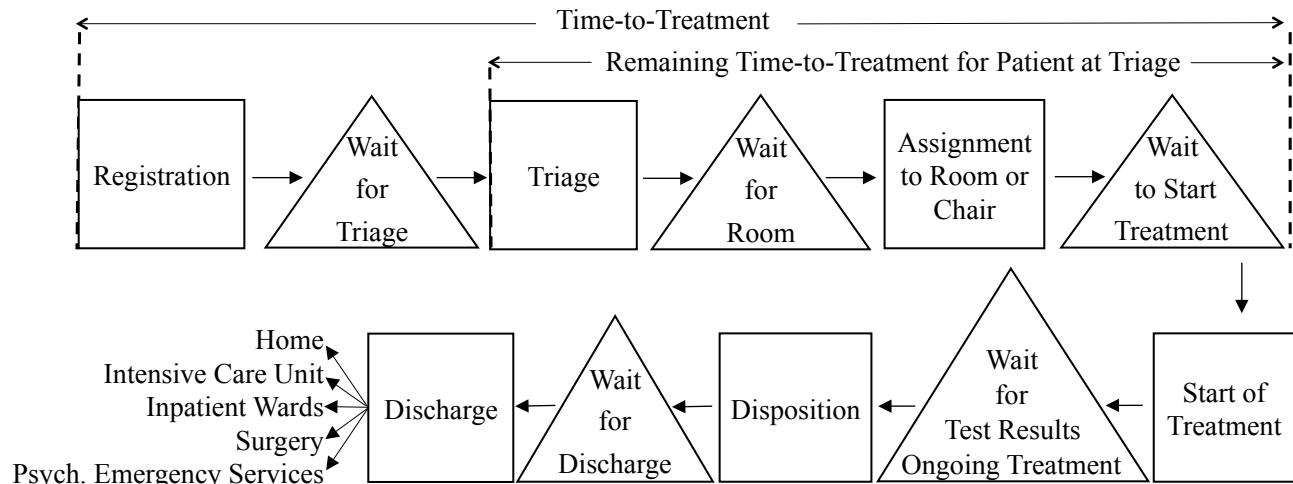 Time-to-Treatment
Remaining Time-to-Treatment for Patient at Triage
Registration
Wait
for
Triage
Triage
Wait
for
Room
Assignment
to Room or
Chair
Wait
to Start
Treatment
Start of
Treatment
Wait
for
Test Results
Ongoing Treatment
Disposition
Wait
for
Discharge
Discharge
Home
Intensive Care Unit
Inpatient Wards
Surgery
Psych. Emergency Services